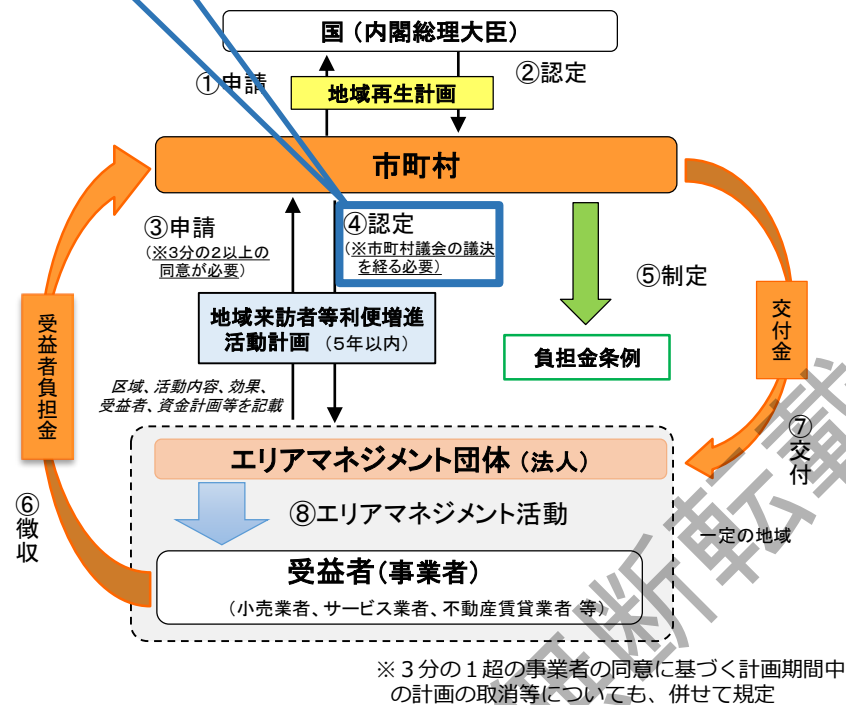 国（内閣総理大臣）
①申請
②認定
地域再生計画
市町村
③申請
（※3分の2以上の
同意が必要）
④認定
（※市町村議会の議決
を経る必要）
⑤制定
地域来訪者等利便増進
活動計画 （5年以内）
負担金条例
受益者負担金
交付金
区域、活動内容、効果、
受益者、資金計画等を記載
⑦交付
エリアマネジメント団体（法人）
⑧エリアマネジメント活動
⑥徴収
一定の地域
受益者（事業者）
（小売業者、サービス業者、不動産賃貸業者 等）
※３分の１超の事業者の同意に基づく計画期間中
の計画の取消等についても、併せて規定
無断転載